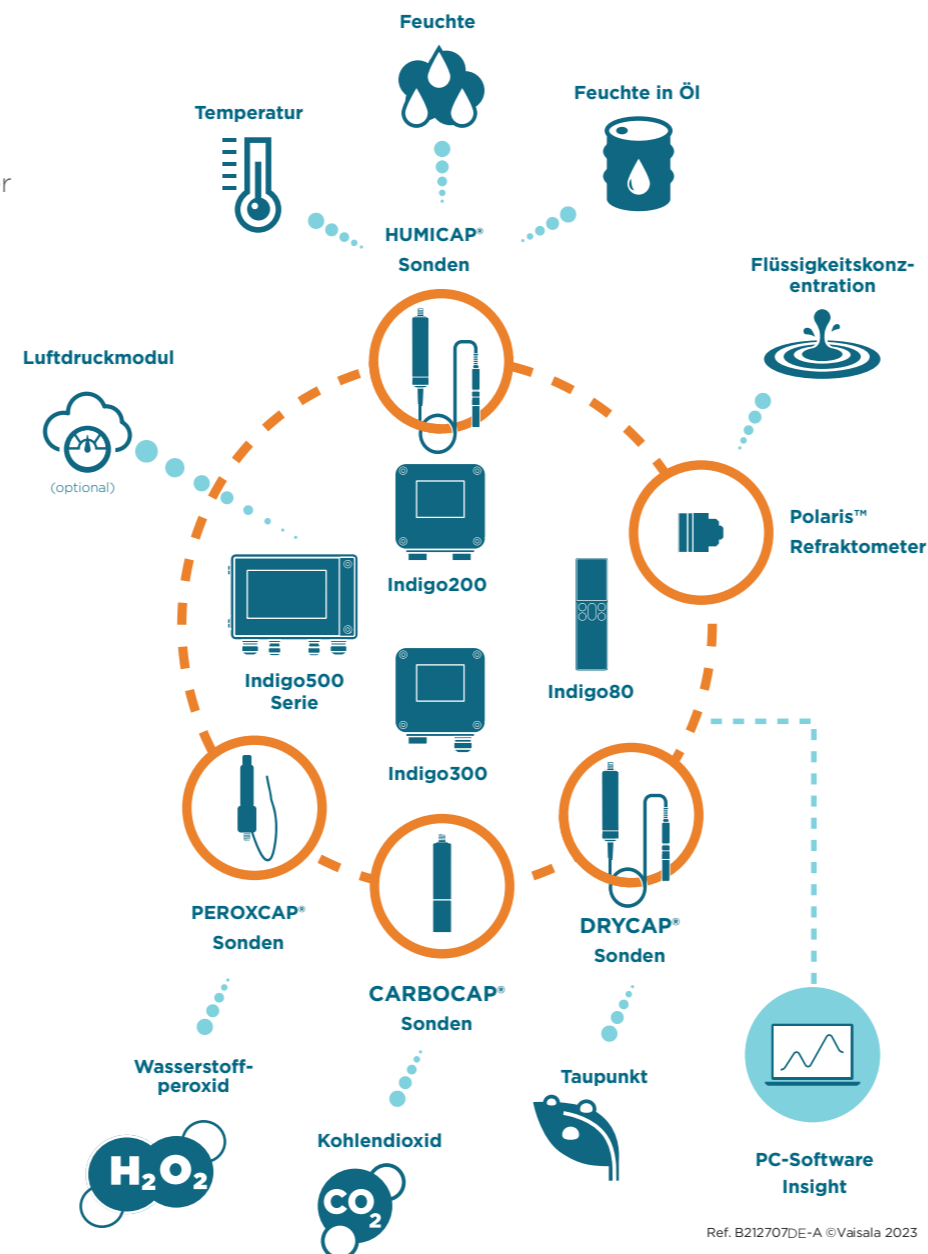 Feuchte
Feuchte in Öl
Temperatur
r
HUMICAP®
Sonden
Flüssigkeitskonz-
entration
Luftdruckmodul
(optional)
Polaris™
Refraktometer
Indigo200
Indigo500
Serie
Indigo80
Indigo300
PEROXCAP®
Sonden
DRYCAP®
Sonden
CARBOCAP®
Sonden
Wasserstoff-
peroxid
Taupunkt
Kohlendioxid
H2O2
CO2
PC-Software
Insight
Ref. B212707DE-A ©Vaisala 2023